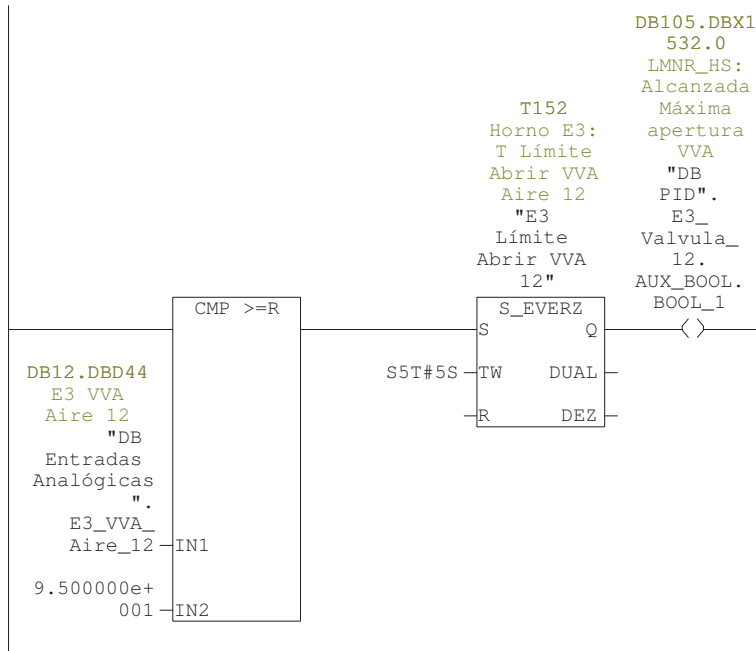 DB105.DBX1
532.0
LMNR_HS:
Alcanzada
Máxima
apertura
VVA
"DB
PID".
E3_
Valvula_
12.
AUX_BOOL.
BOOL_1
T152
Horno E3:
T Límite
Abrir VVA
Aire 12
"E3
Límite
Abrir VVA
12"
CMP >=R
S_EVERZ
S Q
S5T#5S TW DUAL
R DEZ
DB12.DBD44
E3 VVA
Aire 12
"DB
Entradas
Analógicas
".
E3_VVA_
Aire_12 IN1
9.500000e+
001 IN2